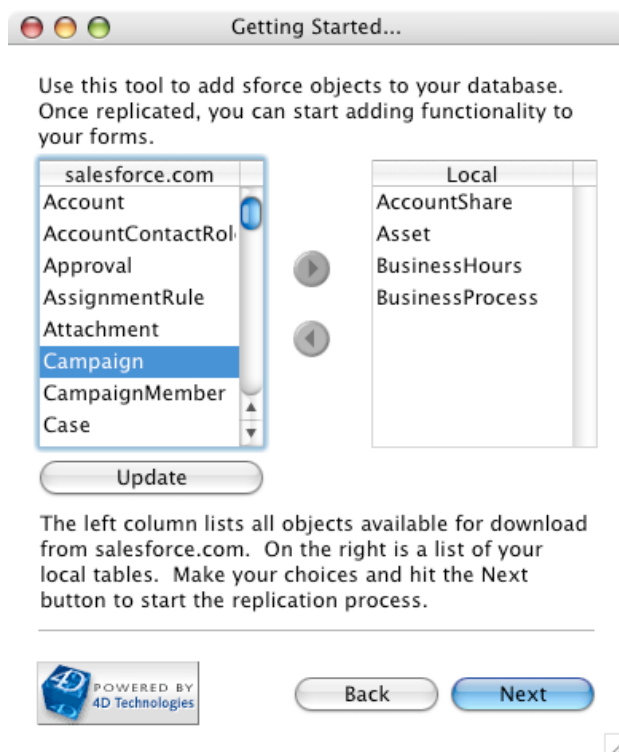 Getting Started...
Use this tool to add sforce objects to your database.
Once replicated, you can start adding functionality to
your forms.
salesforce.com
Account
AccountContactRol
Approval
AssignmentRule
Attachment
Campaign
CampaignMember
Case
Local
AccountShare
Asset
BusinessHours
BusinessProcess
Update
The left column lists all objects available for download
from salesforce.com.  On the right is a list of your
local tables.  Make your choices and hit the Next
button to start the replication process.
4D
POWERED BY
4D Technologies
Back
Next